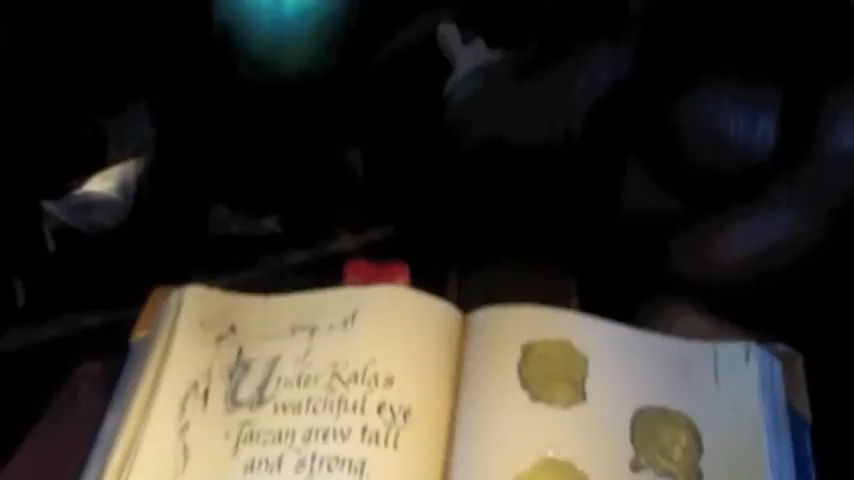 Under Kala's
watchful eye
Tarzan grew tall
and strong.